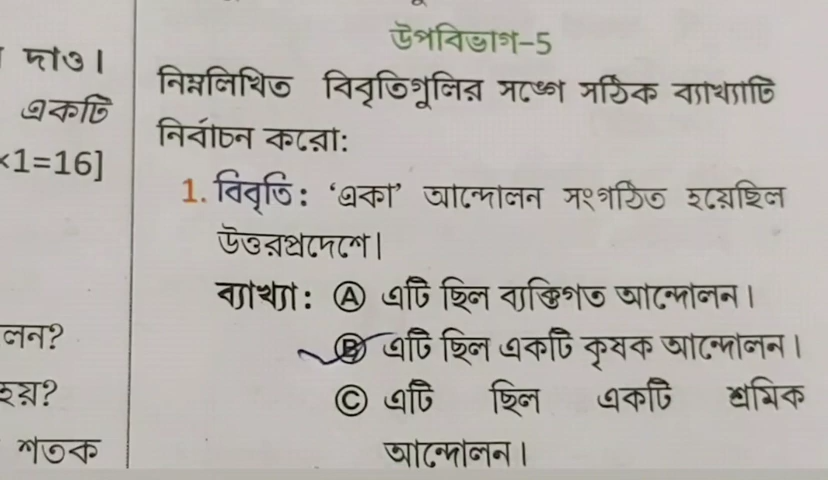 দাও।
একটি
×1=16]
লন?
হয়?
শতক
উপবিভাগ-5
নিম্নলিখিত বিবৃতিগুলির সঙ্গে সঠিক ব্যাখ্যাটি
নির্বাচন করো:
1. বিবৃতি: ‘একা’ আন্দোলন সংগঠিত হয়েছিল
উত্তরপ্রদেশে।
ব্যাখ্যা: Ⓐ এটি ছিল ব্যক্তিগত আন্দোলন।
Ⓑ এটি ছিল একটি কৃষক আন্দোলন।
Ⓒ এটি ছিল একটি শ্রমিক
আন্দোলন।